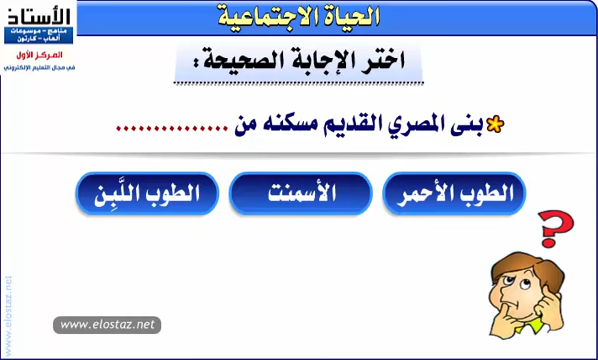 الحياة الاجتماعية
الأستاذ
مناهج - موسوعات
ألعاب - كارتون
المركز الأول
في مجال التعليم الإلكتروني
اختر الإجابة الصحيحة :
بنى المصري القديم مسكنه من ...............
الطوب الأحمر
الأسمنت
الطوب اللَّبِن
?
www.elostaz.net
www.elostaz.net